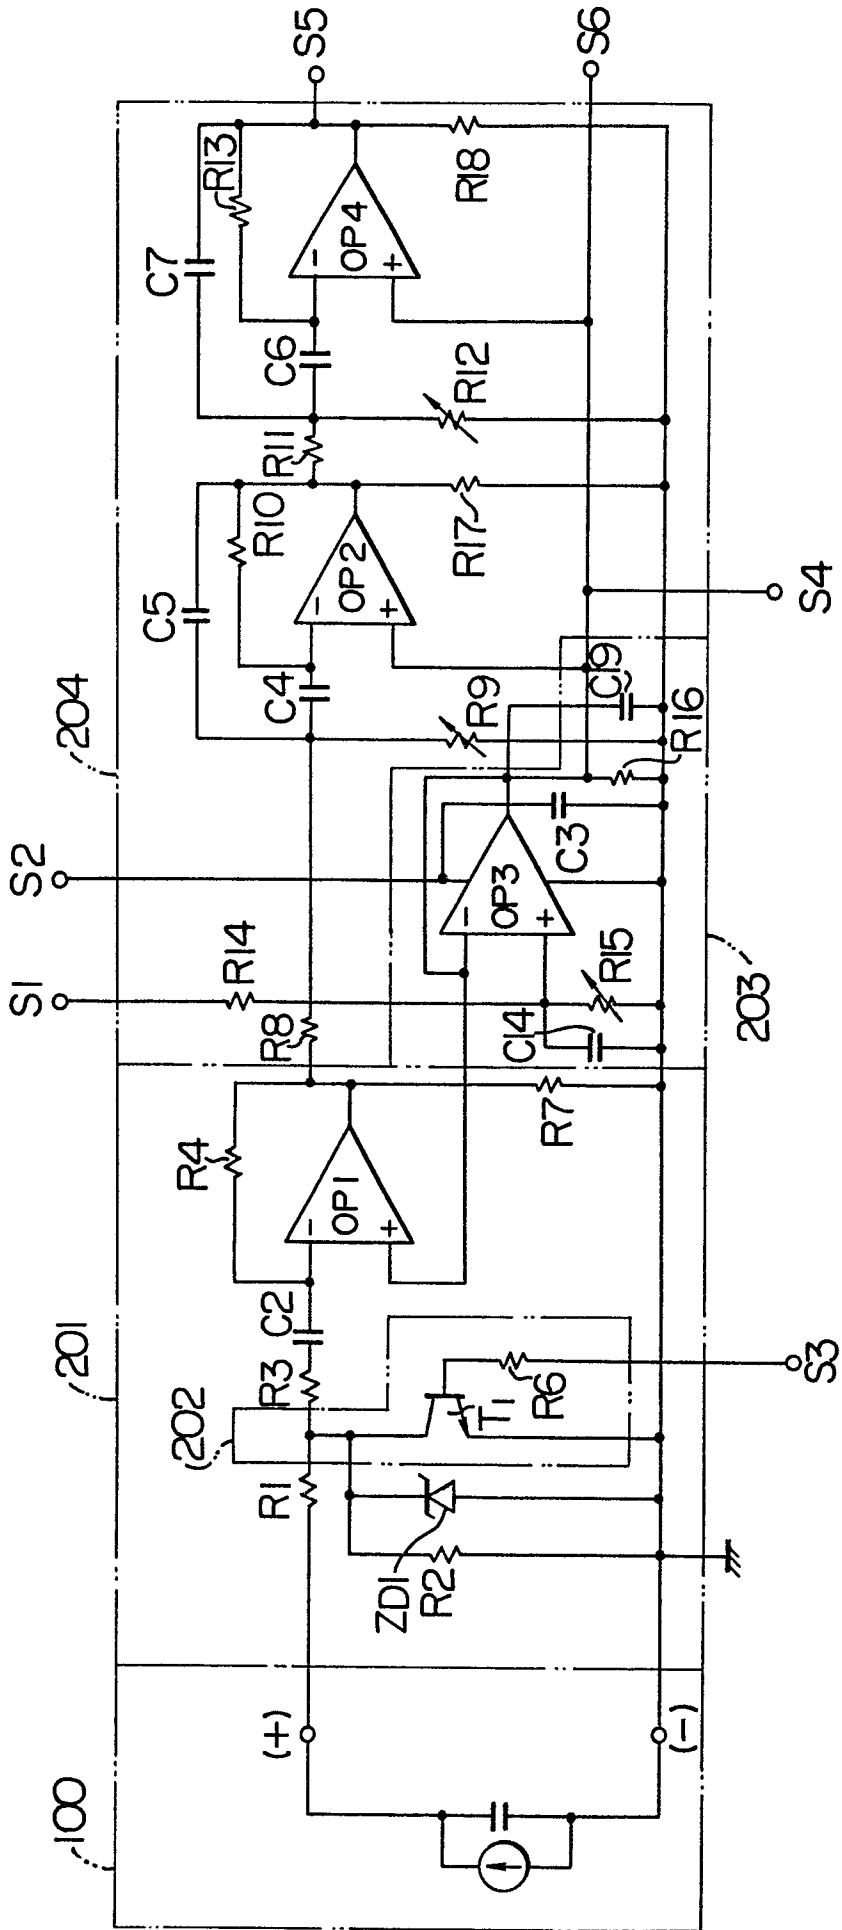 100
201
204
S1
S2
(202
R1
R3
C2
R4
- OP1 +
R8
R14
C4
C5
R10
- OP2 +
R11
C6
C7
R13
- OP4 +
S5
S6
(+)
ZD1
R2
T1
R6
R7
C14
R15
- OP3 +
C3
R9
C19
R16
R17
R12
R18
(-)
S3
203
S4